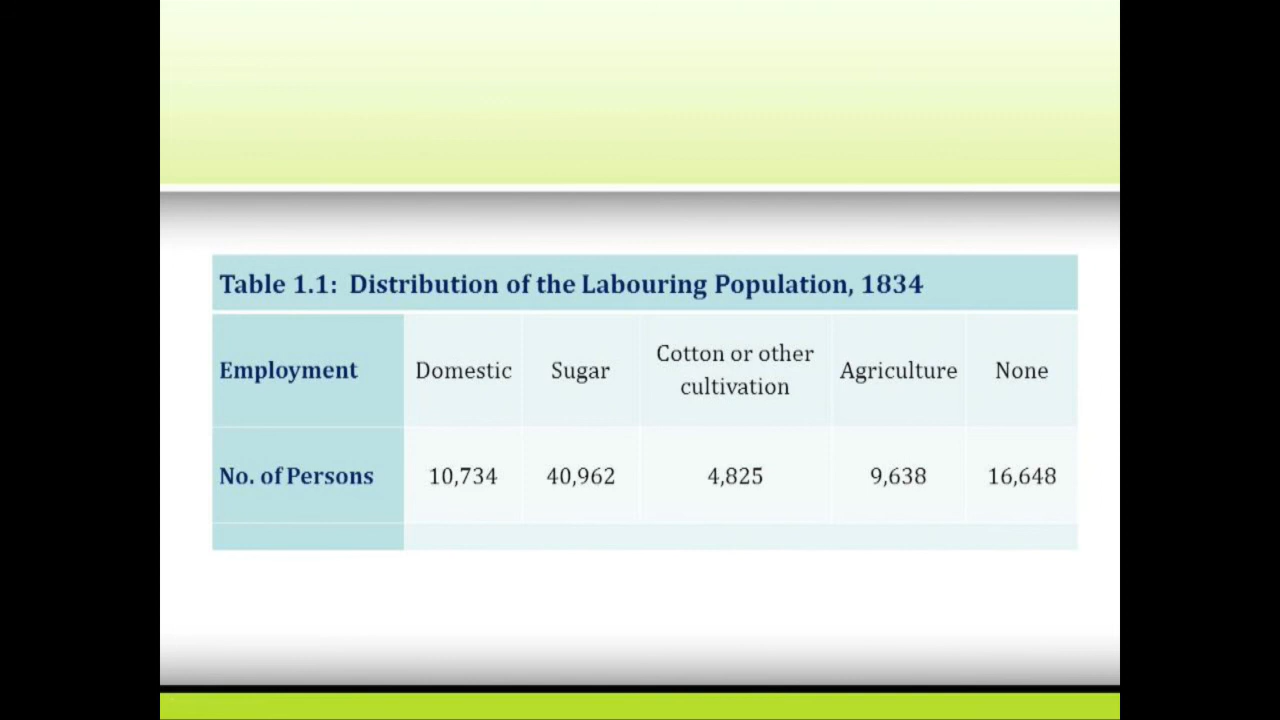 Table 1.1: Distribution of the Labouring Population, 1834
Employment Domestic Sugar Cotton or other cultivation Agriculture None
No. of Persons 10,734 40,962 4,825 9,638 16,648